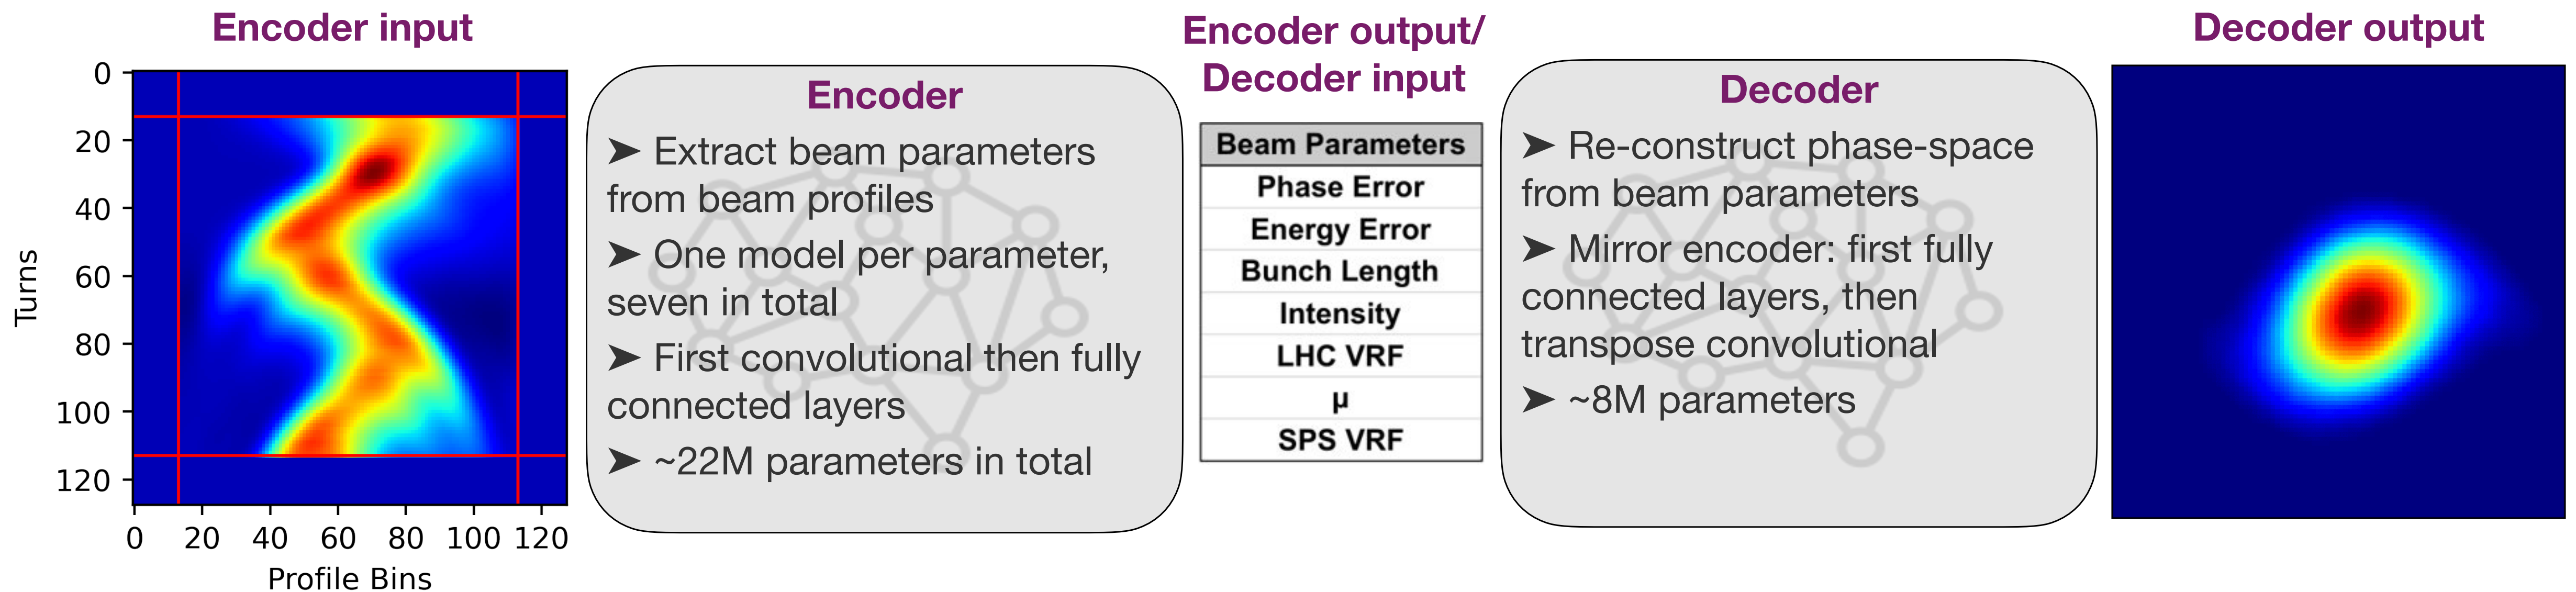 Encoder input
0
20
40
60
80
100
120
Turns
0 20 40 60 80 100 120
Profile Bins
Encoder
➤ Extract beam parameters
from beam profiles
➤ One model per parameter,
seven in total
➤ First convolutional then fully
connected layers
➤ ~22M parameters in total
Encoder output/
Decoder input
Beam Parameters
Phase Error
Energy Error
Bunch Length
Intensity
LHC VRF
μ
SPS VRF
Decoder
➤ Re-construct phase-space
from beam parameters
➤ Mirror encoder: first fully
connected layers, then
transpose convolutional
➤ ~8M parameters
Decoder output